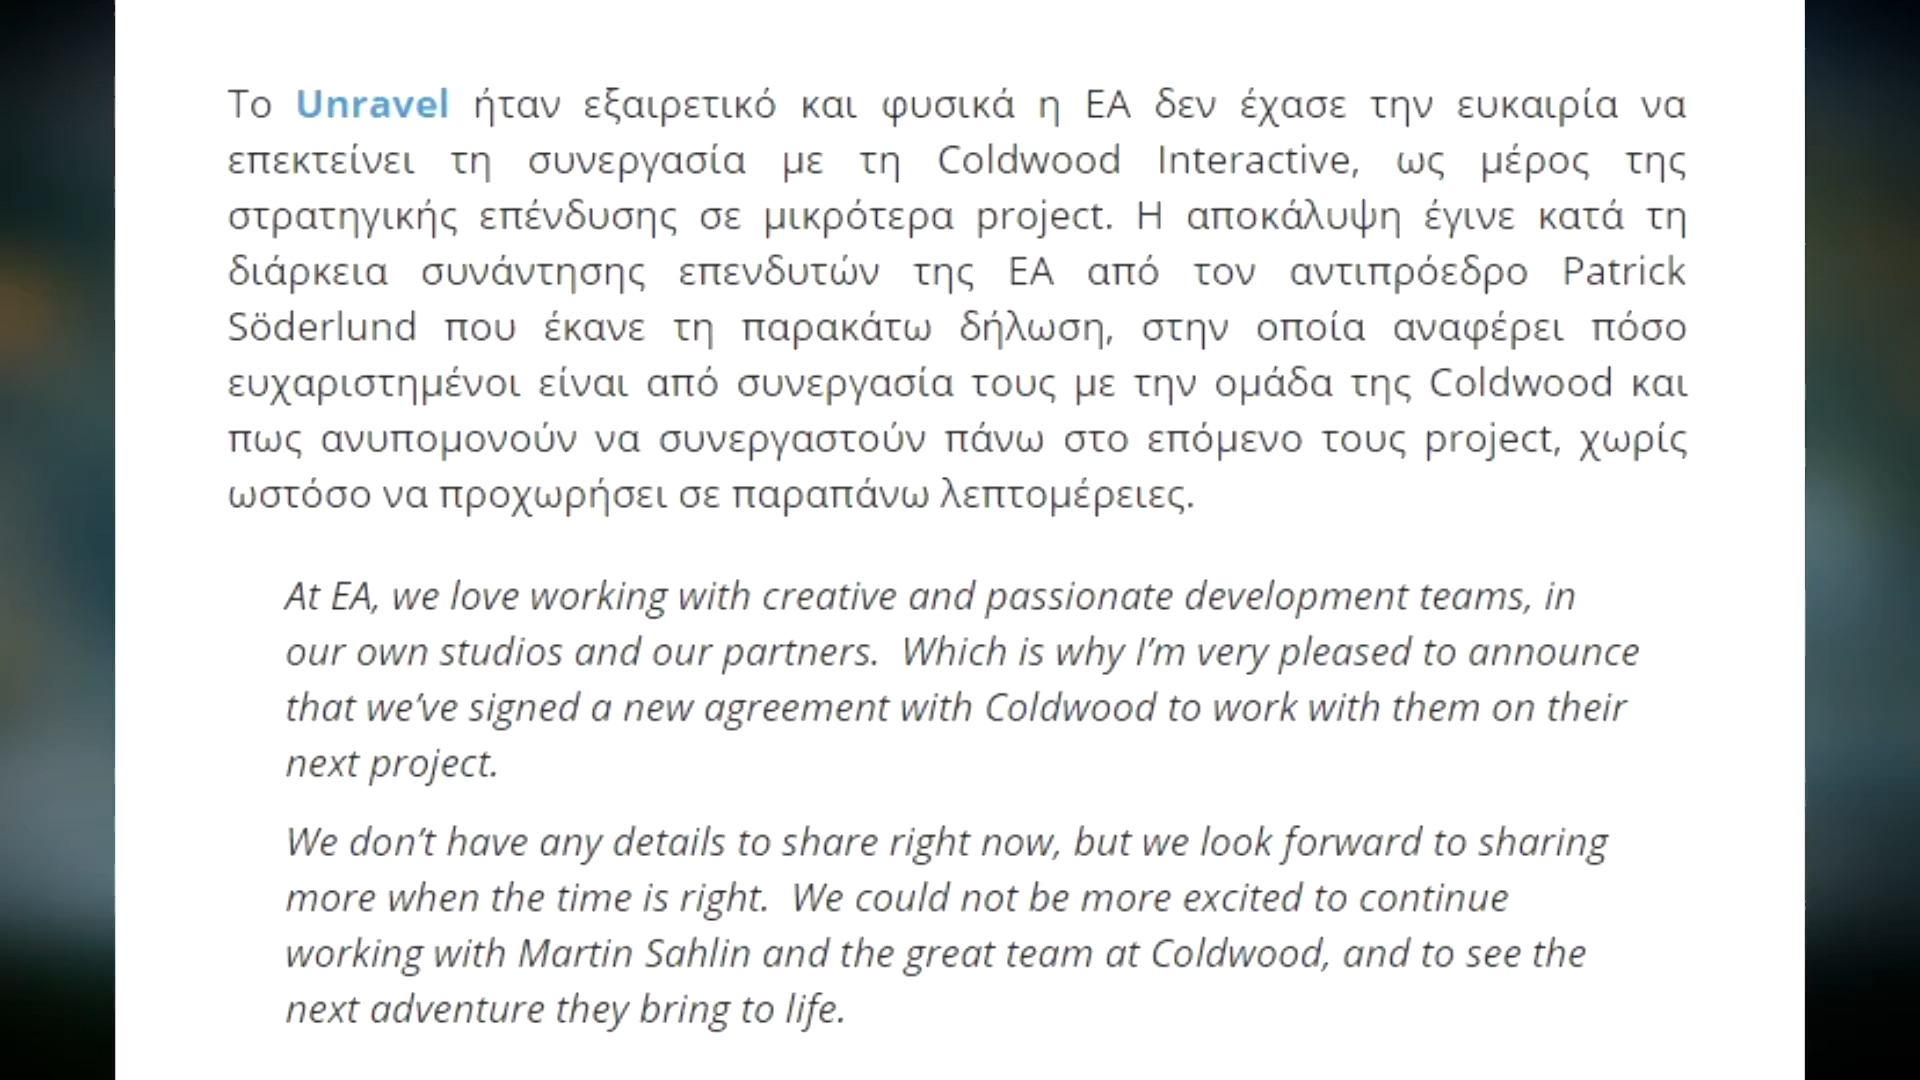 Το Unravel ήταν εξαιρετικό και φυσικά η EA δεν έχασε την ευκαιρία να
επεκτείνει τη συνεργασία με τη Coldwood Interactive, ως μέρος της
στρατηγικής επένδυσης σε μικρότερα project. Η αποκάλυψη έγινε κατά τη
διάρκεια συνάντησης επενδυτών της EA από τον αντιπρόεδρο Patrick
Söderlund που έκανε τη παρακάτω δήλωση, στην οποία αναφέρει πόσο
ευχαριστημένοι είναι από συνεργασία τους με την ομάδα της Coldwood και
πως ανυπομονούν να συνεργαστούν πάνω στο επόμενο τους project, χωρίς
ωστόσο να προχωρήσει σε παραπάνω λεπτομέρειες.
At EA, we love working with creative and passionate development teams, in
our own studios and our partners.  Which is why I’m very pleased to announce
that we’ve signed a new agreement with Coldwood to work with them on their
next project.
We don’t have any details to share right now, but we look forward to sharing
more when the time is right.  We could not be more excited to continue
working with Martin Sahlin and the great team at Coldwood, and to see the
next adventure they bring to life.